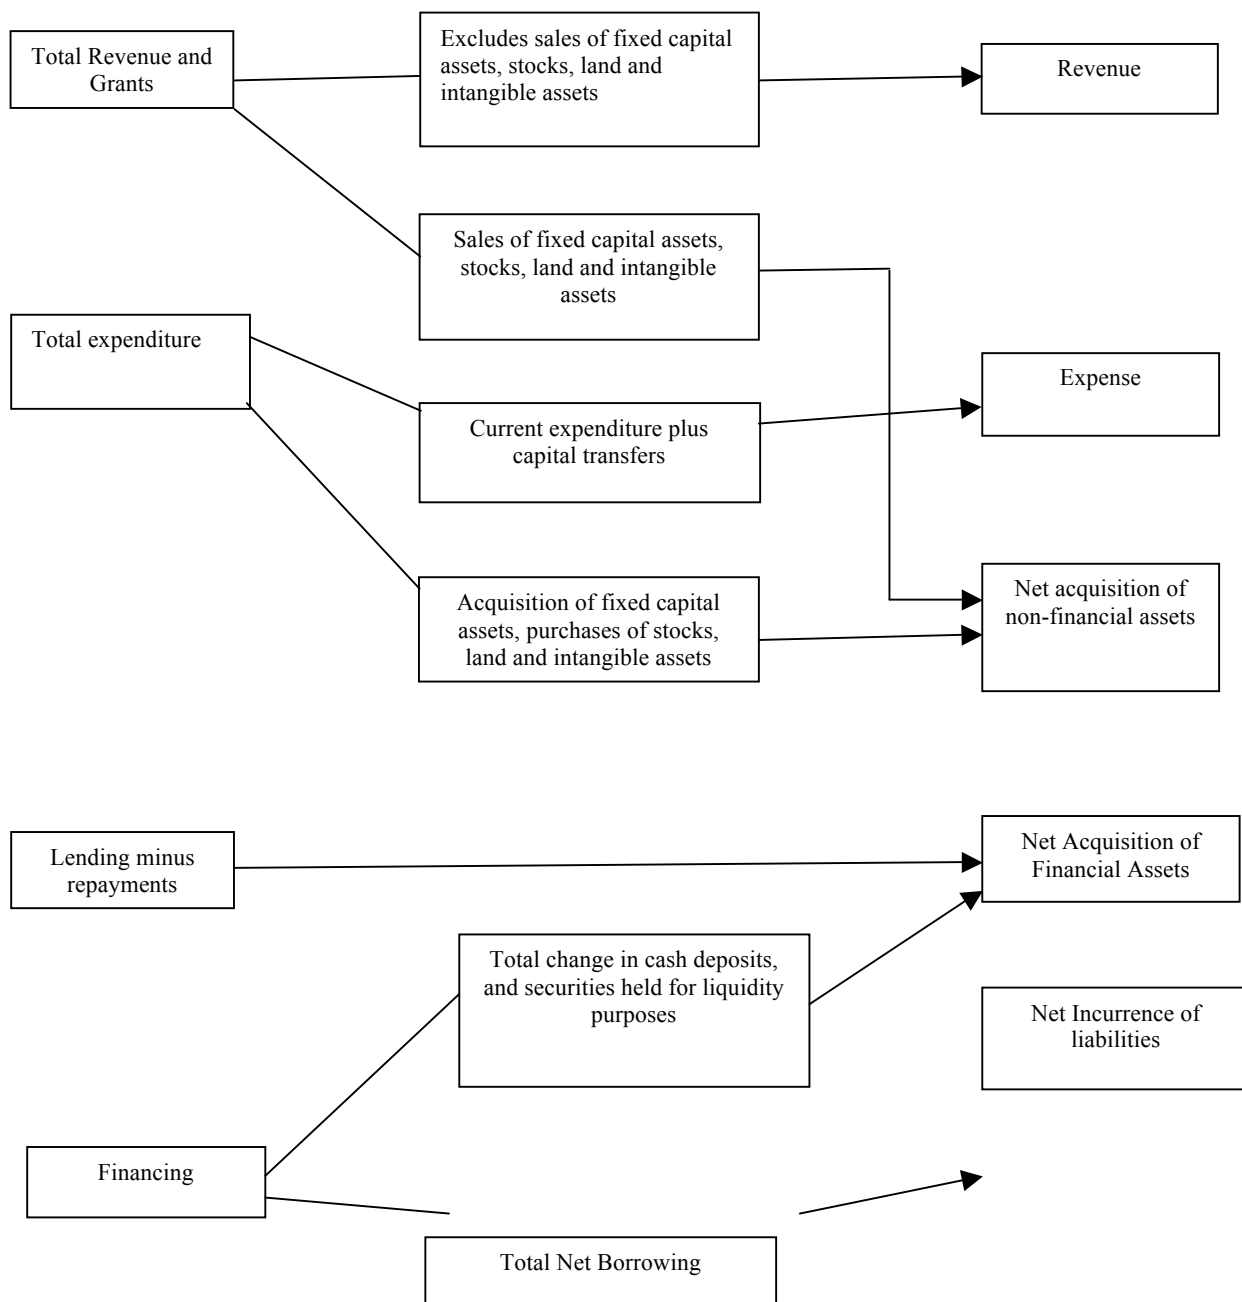 Total Revenue and
Grants
Excludes sales of fixed capital
assets, stocks, land and
intangible assets
Revenue
Sales of fixed capital assets,
stocks, land and intangible
assets
Total expenditure
Expense
Current expenditure plus
capital transfers
Acquisition of fixed capital
assets, purchases of stocks,
land and intangible assets
Net acquisition of
non-financial assets
Lending minus
repayments
Net Acquisition of
Financial Assets
Total change in cash deposits,
and securities held for liquidity
purposes
Net Incurrence of
liabilities
Financing
Total Net Borrowing